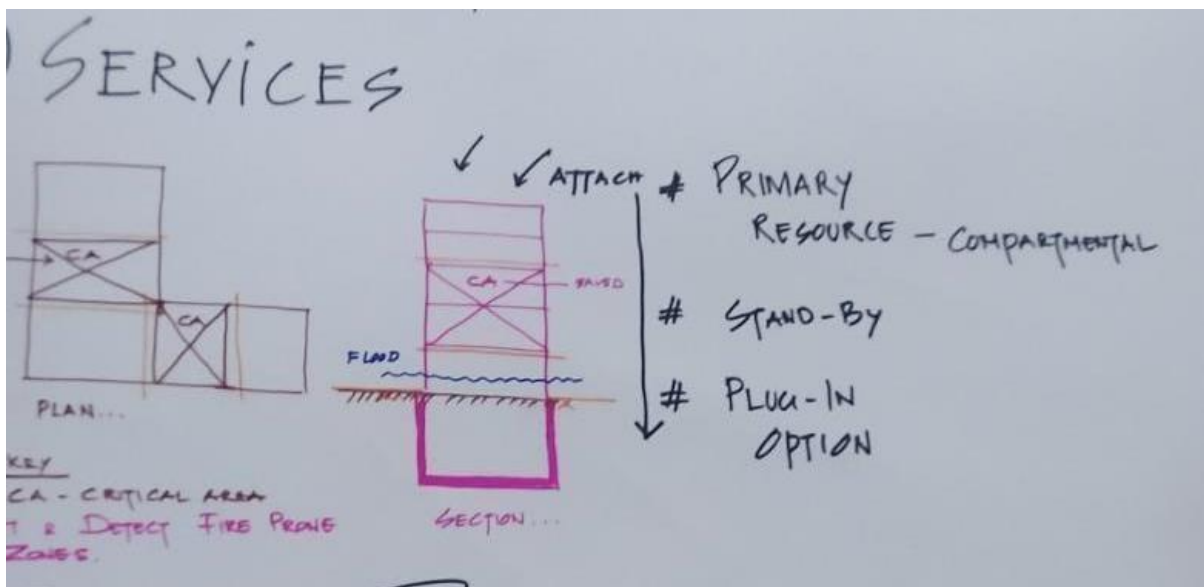 SERVICES
ATTACH
# PRIMARY
RESOURCE - COMPARTMENTAL
# STAND-BY
# PLUG-IN
OPTION
CA
CA
PLAN...
CA
FLOOD
SECTION...
KEY
CA - CRITICAL AREA
& DETECT FIRE PRONE
ZONES.